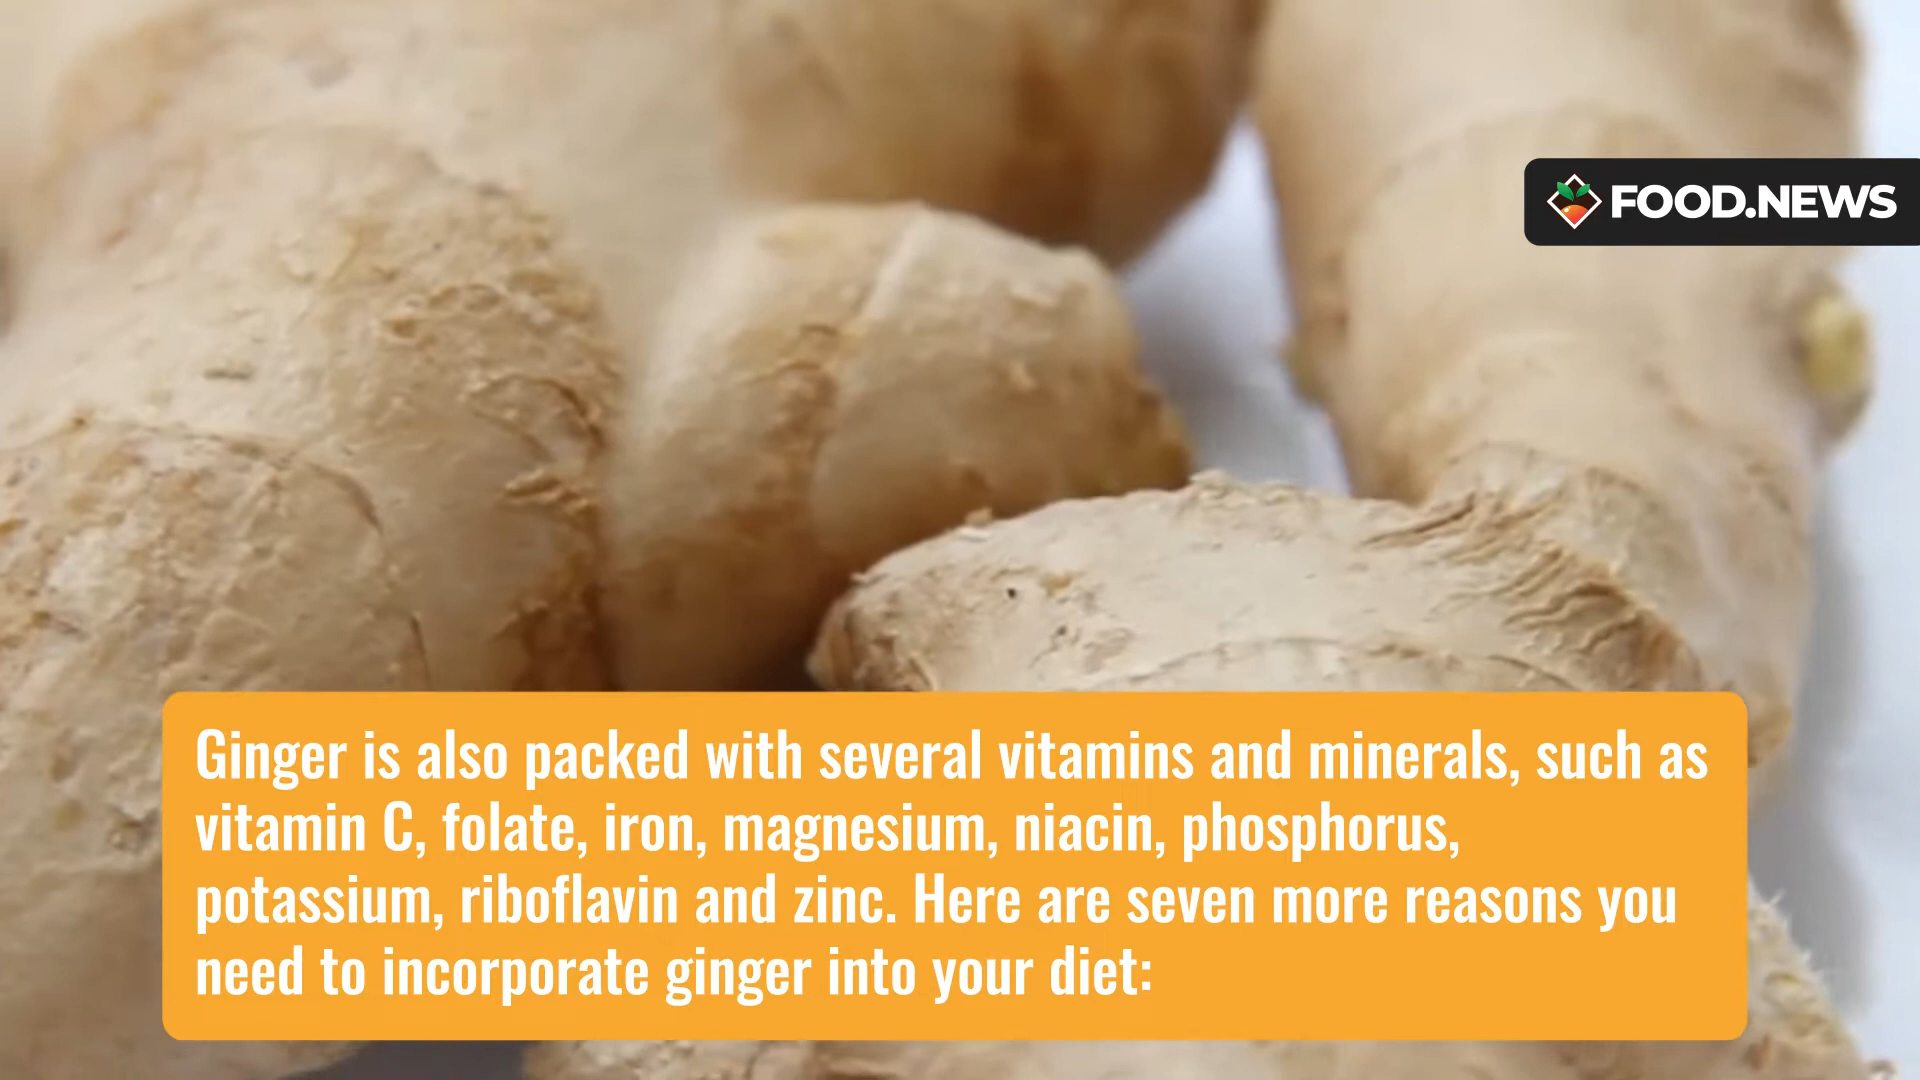 FOOD.NEWS
Ginger is also packed with several vitamins and minerals, such as
vitamin C, folate, iron, magnesium, niacin, phosphorus,
potassium, riboflavin and zinc. Here are seven more reasons you
need to incorporate ginger into your diet: